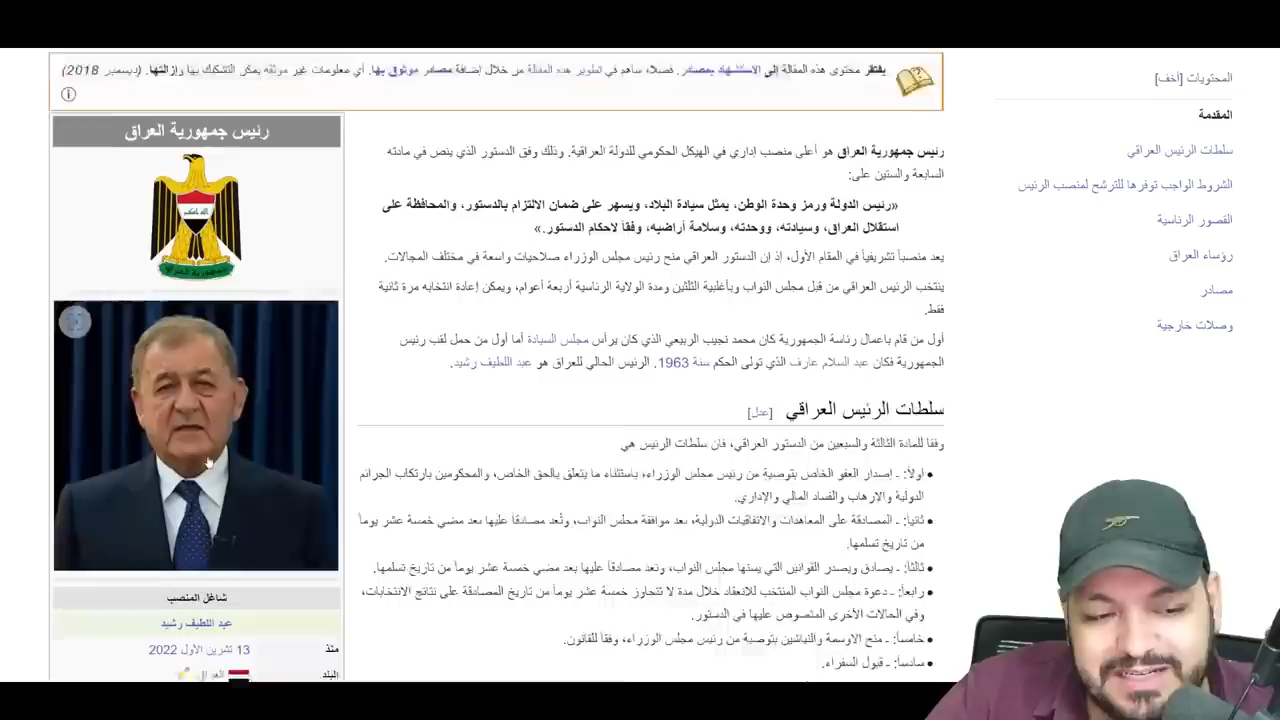 يفتقر محتوى هذه المقالة إلى الاستشهاد بمصادر. فضلا، ساهم في تطوير هذه المقالة من خلال إضافة مصادر موثوق بها. أي معلومات غير موثقة يمكن التشكيك بها وإزالتها. (ديسمبر 2018)
المحتويات [أخف]
المقدمة
سلطات الرئيس العراقي
الشروط الواجب توفرها للترشح لمنصب الرئيس
القصور الرئاسية
رؤساء العراق
مصادر
وصلات خارجية
رئيس جمهورية العراق هو أعلى منصب إداري في الهيكل الحكومي للدولة العراقية. وذلك وفق الدستور الذي ينص في مادته
السابعة والستين على:
«رئيس الدولة ورمز وحدة الوطن، يمثل سيادة البلاد، ويسهر على ضمان الالتزام بالدستور، والمحافظة على
استقلال العراق، وسيادته، ووحدته، وسلامة أراضيه، وفقاً لاحكام الدستور.»
يعد منصباً تشريفياً في المقام الأول، إذ إن الدستور العراقي منح رئيس مجلس الوزراء صلاحيات واسعة في مختلف المجالات.
ينتخب الرئيس العراقي من قبل مجلس النواب وبأغلبية الثلثين ومدة الولاية الرئاسية أربعة أعوام، ويمكن إعادة انتخابه مرة ثانية
فقط.
أول من قام باعمال رئاسة الجمهورية كان محمد نجيب الربيعي الذي كان يرأس مجلس السيادة أما أول من حمل لقب رئيس
الجمهورية فكان عبد السلام عارف الذي تولى الحكم سنة 1963. الرئيس الحالي للعراق هو عبد اللطيف رشيد.
سلطات الرئيس العراقي [عدل]
وفقا للمادة الثالثة والسبعين من الدستور العراقي، فان سلطات الرئيس هي
• اولاً: ـ إصدار العفو الخاص بتوصية من رئيس مجلس الوزراء، باستثناء ما يتعلق بالحق الخاص، والمحكومين بارتكاب الجرائم
الدولية والارهاب والفساد المالي والإداري.
• ثانياً: ـ المصادقة على المعاهدات والاتفاقيات الدولية، بعد موافقة مجلس النواب، وتُعد مصادقاً عليها بعد مضي خمسة عشر يوماً
من تاريخ تسلمها.
• ثالثاً: ـ يصادق ويصدر القوانين التي يسنها مجلس النواب، وتعد مصادقاً عليها بعد مضي خمسة عشر يوماً من تاريخ تسلمها.
• رابعاً: ـ دعوة مجلس النواب المنتخب للانعقاد خلال مدة لا تتجاوز خمسة عشر يوماً من تاريخ المصادقة على نتائج الانتخابات،
وفي الحالات الأخرى المنصوص عليها في الدستور.
• خامساً: ـ منح الاوسمة والنياشين بتوصية من رئيس مجلس الوزراء، وفقاً للقانون.
• سادساً: ـ قبول السفراء.
رئيس جمهورية العراق
شاغل المنصب
عبد اللطيف رشيد
منذ 13 تشرين الأول 2022
البلد العراق